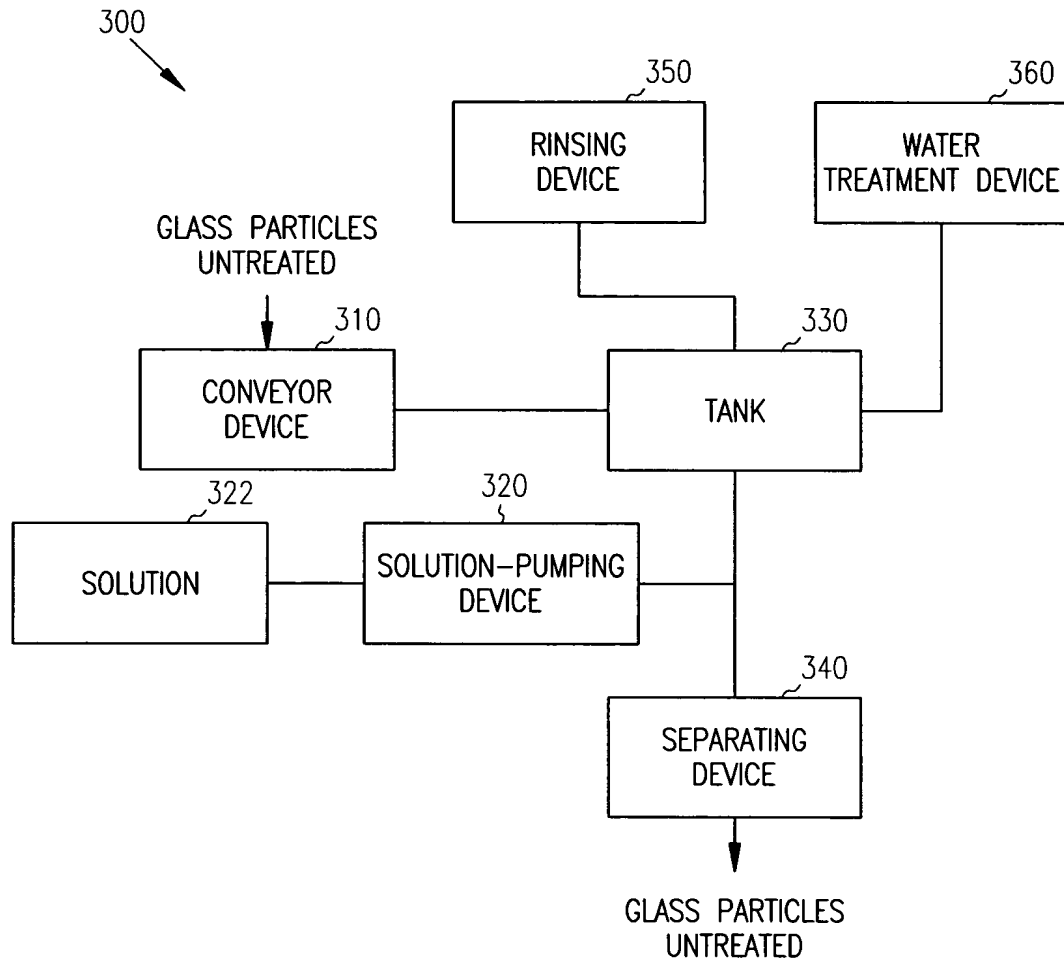 300
350
RINSING
DEVICE
360
WATER
TREATMENT DEVICE
GLASS PARTICLES
UNTREATED
310
CONVEYOR
DEVICE
330
TANK
322
SOLUTION
320
SOLUTION-PUMPING
DEVICE
340
SEPARATING
DEVICE
GLASS PARTICLES
UNTREATED